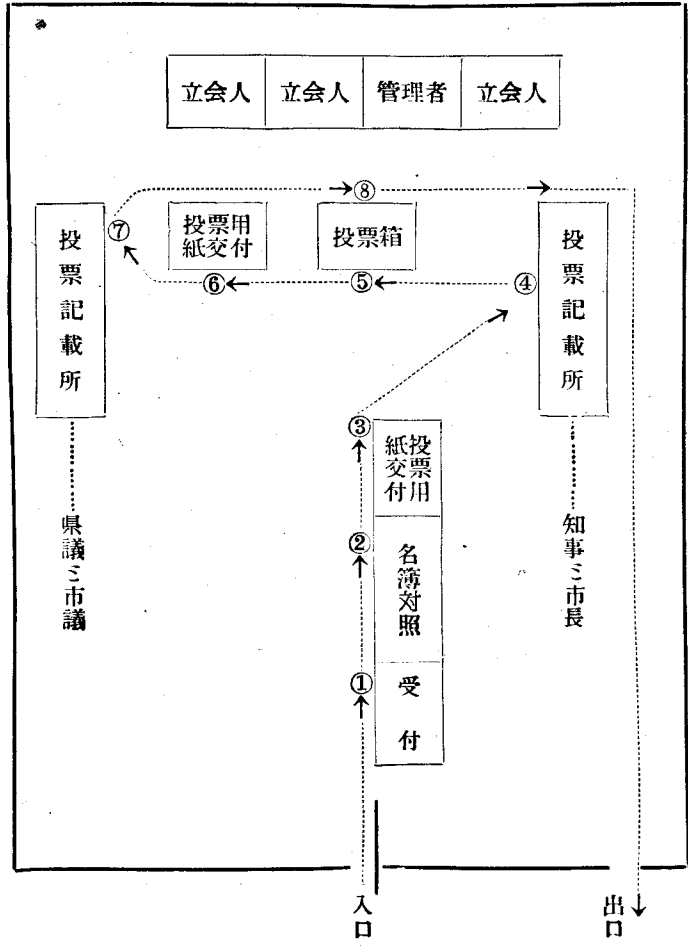 立会人
立会人
管理者
立会人
⑧
⑦
投票用
紙交付
投票箱
④
⑥
⑤
投票記載所
投票記載所
③
投票用
紙交付
②
名簿対照
①
受付
県議ミ市議
知事ミ市長
入口
出口